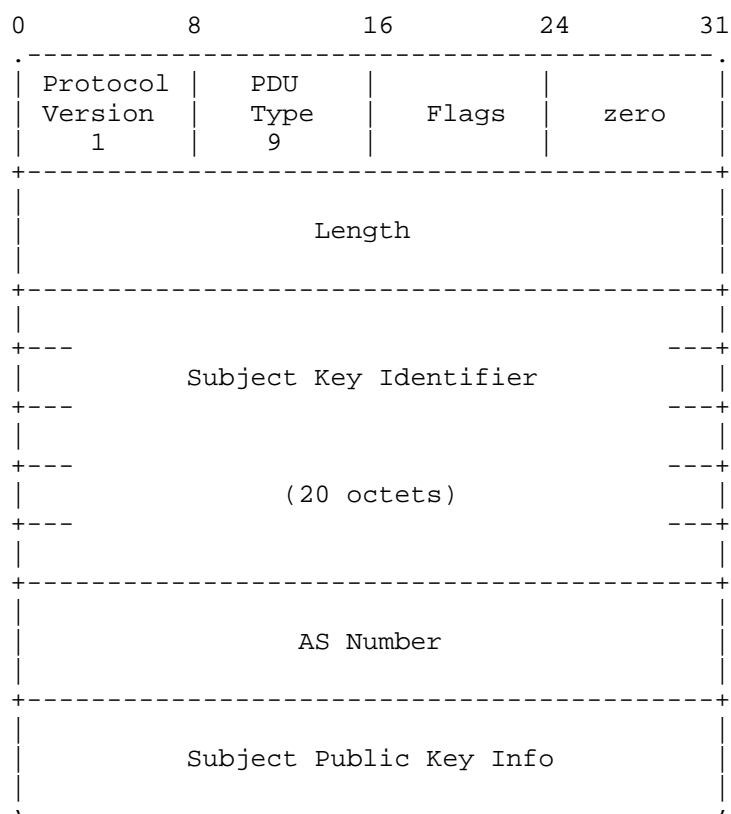 0 8 16 24 31
Protocol PDU
Version Type Flags zero
1 9
Length
Subject Key Identifier
(20 octets)
AS Number
Subject Public Key Info